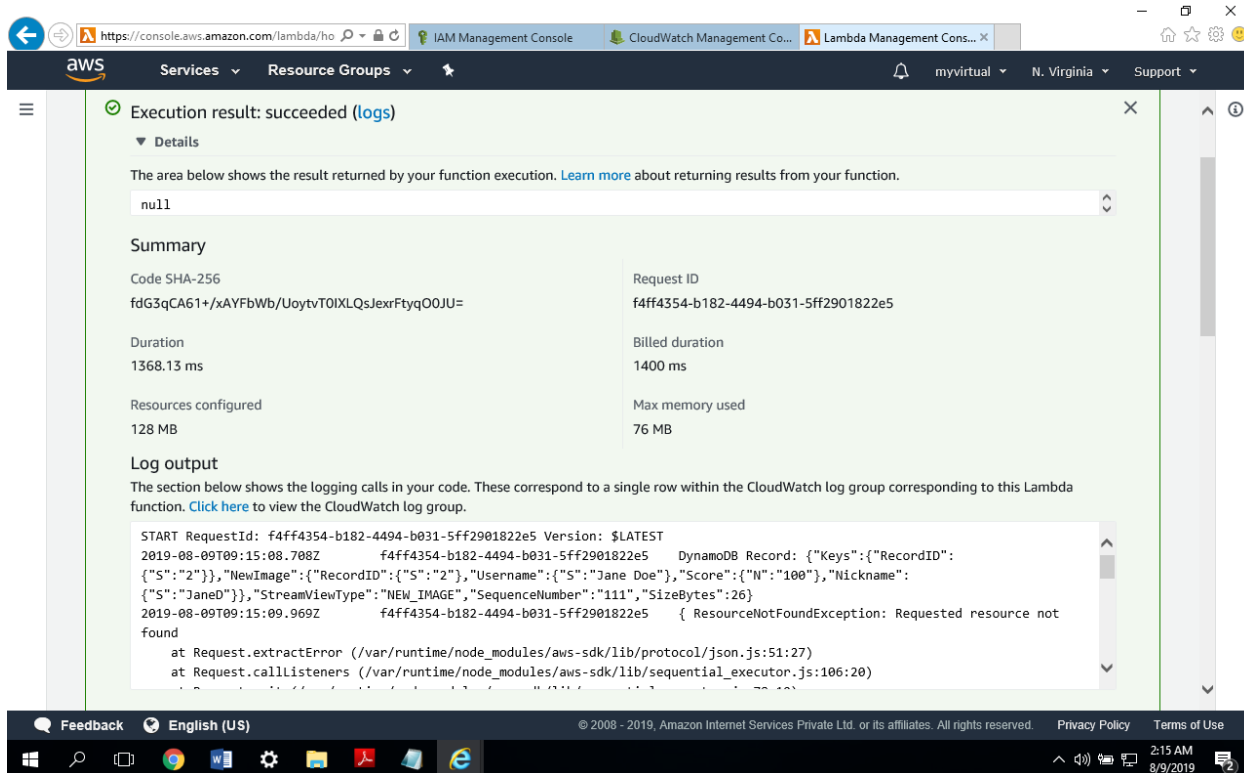 https://console.aws.amazon.com/lambda/ho
IAM Management Console
CloudWatch Management Co...
Lambda Management Cons...
aws
Services
Resource Groups
myvirtual
N. Virginia
Support
Execution result: succeeded (logs)
Details
The area below shows the result returned by your function execution. Learn more about returning results from your function.
null
Summary
Code SHA-256
fdG3qCA61+/xAYFbWb/UoytvT0IXLQsJexrFtyqO0JU=
Request ID
f4ff4354-b182-4494-b031-5ff2901822e5
Duration
1368.13 ms
Billed duration
1400 ms
Resources configured
128 MB
Max memory used
76 MB
Log output
The section below shows the logging calls in your code. These correspond to a single row within the CloudWatch log group corresponding to this Lambda
function. Click here to view the CloudWatch log group.
START RequestId: f4ff4354-b182-4494-b031-5ff2901822e5 Version: $LATEST
2019-08-09T09:15:08.708Z f4ff4354-b182-4494-b031-5ff2901822e5 DynamoDB Record: {"Keys":{"RecordID":
{"S":"2"}},"NewImage":{"RecordID":{"S":"2"},"Username":{"S":"Jane Doe"},"Score":{"N":"100"},"Nickname":
{"S":"JaneD"}},"StreamViewType":"NEW_IMAGE","SequenceNumber":"111","SizeBytes":26}
2019-08-09T09:15:09.969Z f4ff4354-b182-4494-b031-5ff2901822e5 { ResourceNotFoundException: Requested resource not
found
at Request.extractError (/var/runtime/node_modules/aws-sdk/lib/protocol/json.js:51:27)
at Request.callListeners (/var/runtime/node_modules/aws-sdk/lib/sequential_executor.js:106:20)
Feedback
English (US)
© 2008 - 2019, Amazon Internet Services Private Ltd. or its affiliates. All rights reserved.
Privacy Policy
Terms of Use
2:15 AM
8/9/2019
2